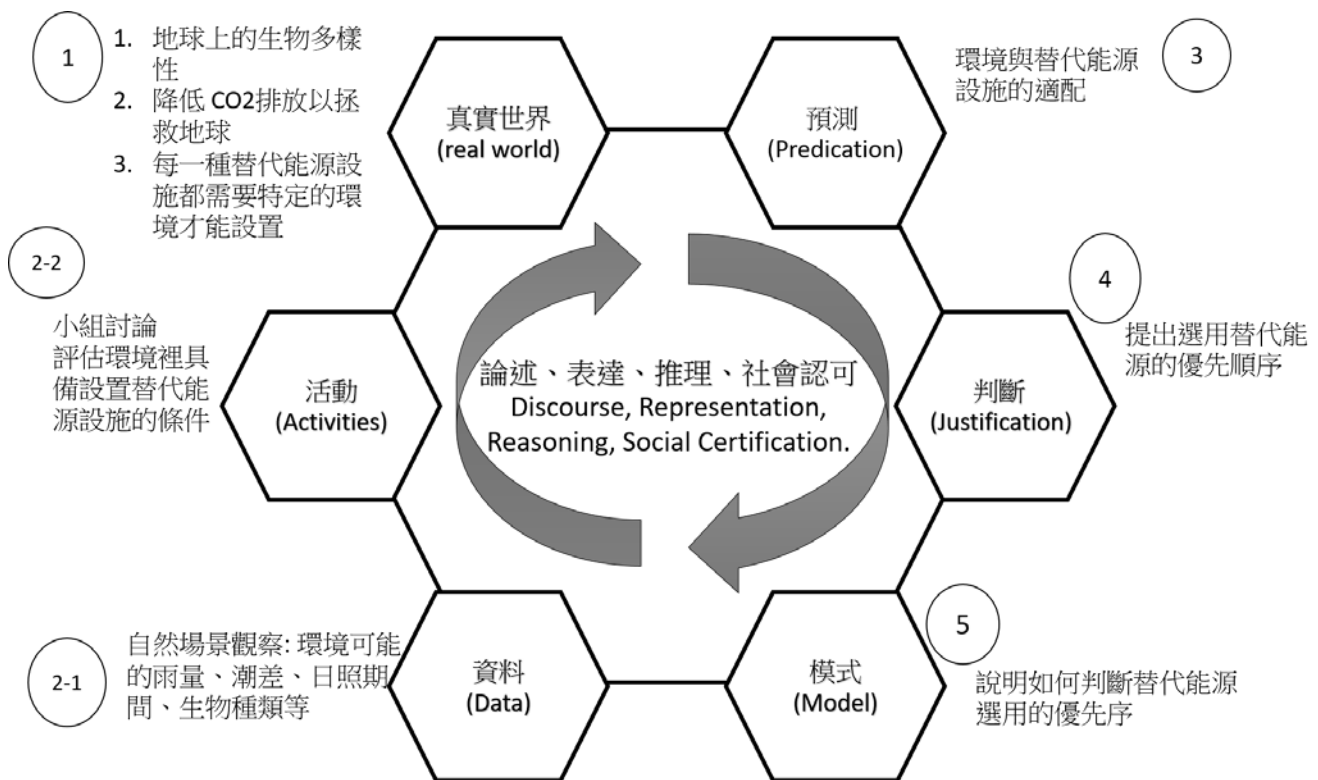 1
1. 地球上的生物多樣
性
2. 降低 CO2排放以拯
救地球
3. 每一種替代能源設
施都需要特定的環
境才能設置
真實世界
(real world)
預測
(Predication)
環境與替代能源
設施的適配
3
2-2
小組討論
評估環境裡具
備設置替代能
源設施的條件
活動
(Activities)
論述、表達、推理、社會認可
Discourse, Representation,
Reasoning, Social Certification.
判斷
(Justification)
4
提出選用替代能
源的優先順序
2-1
自然場景觀察: 環境可能
的雨量、潮差、日照期
間、生物種類等
資料
(Data)
模式
(Model)
5
說明如何判斷替代能源
選用的優先序